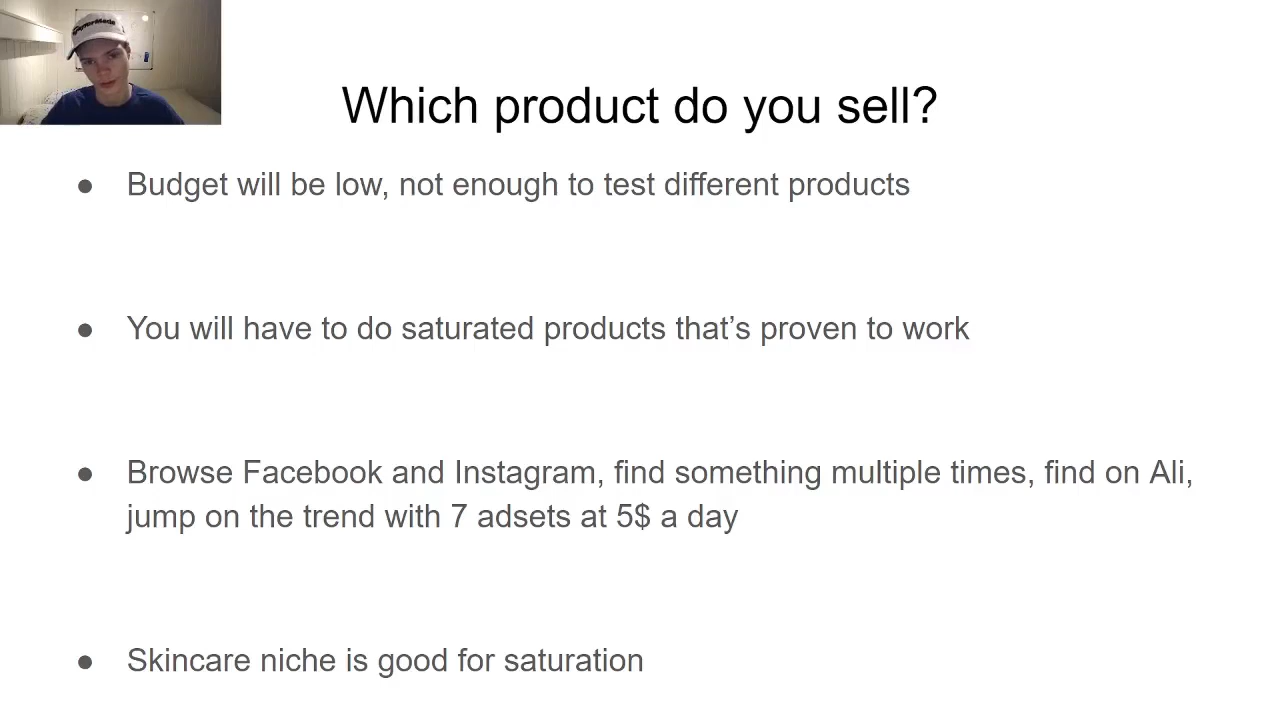 Which product do you sell?
● Budget will be low, not enough to test different products
● You will have to do saturated products that’s proven to work
● Browse Facebook and Instagram, find something multiple times, find on Ali,
jump on the trend with 7 adsets at 5$ a day
● Skincare niche is good for saturation